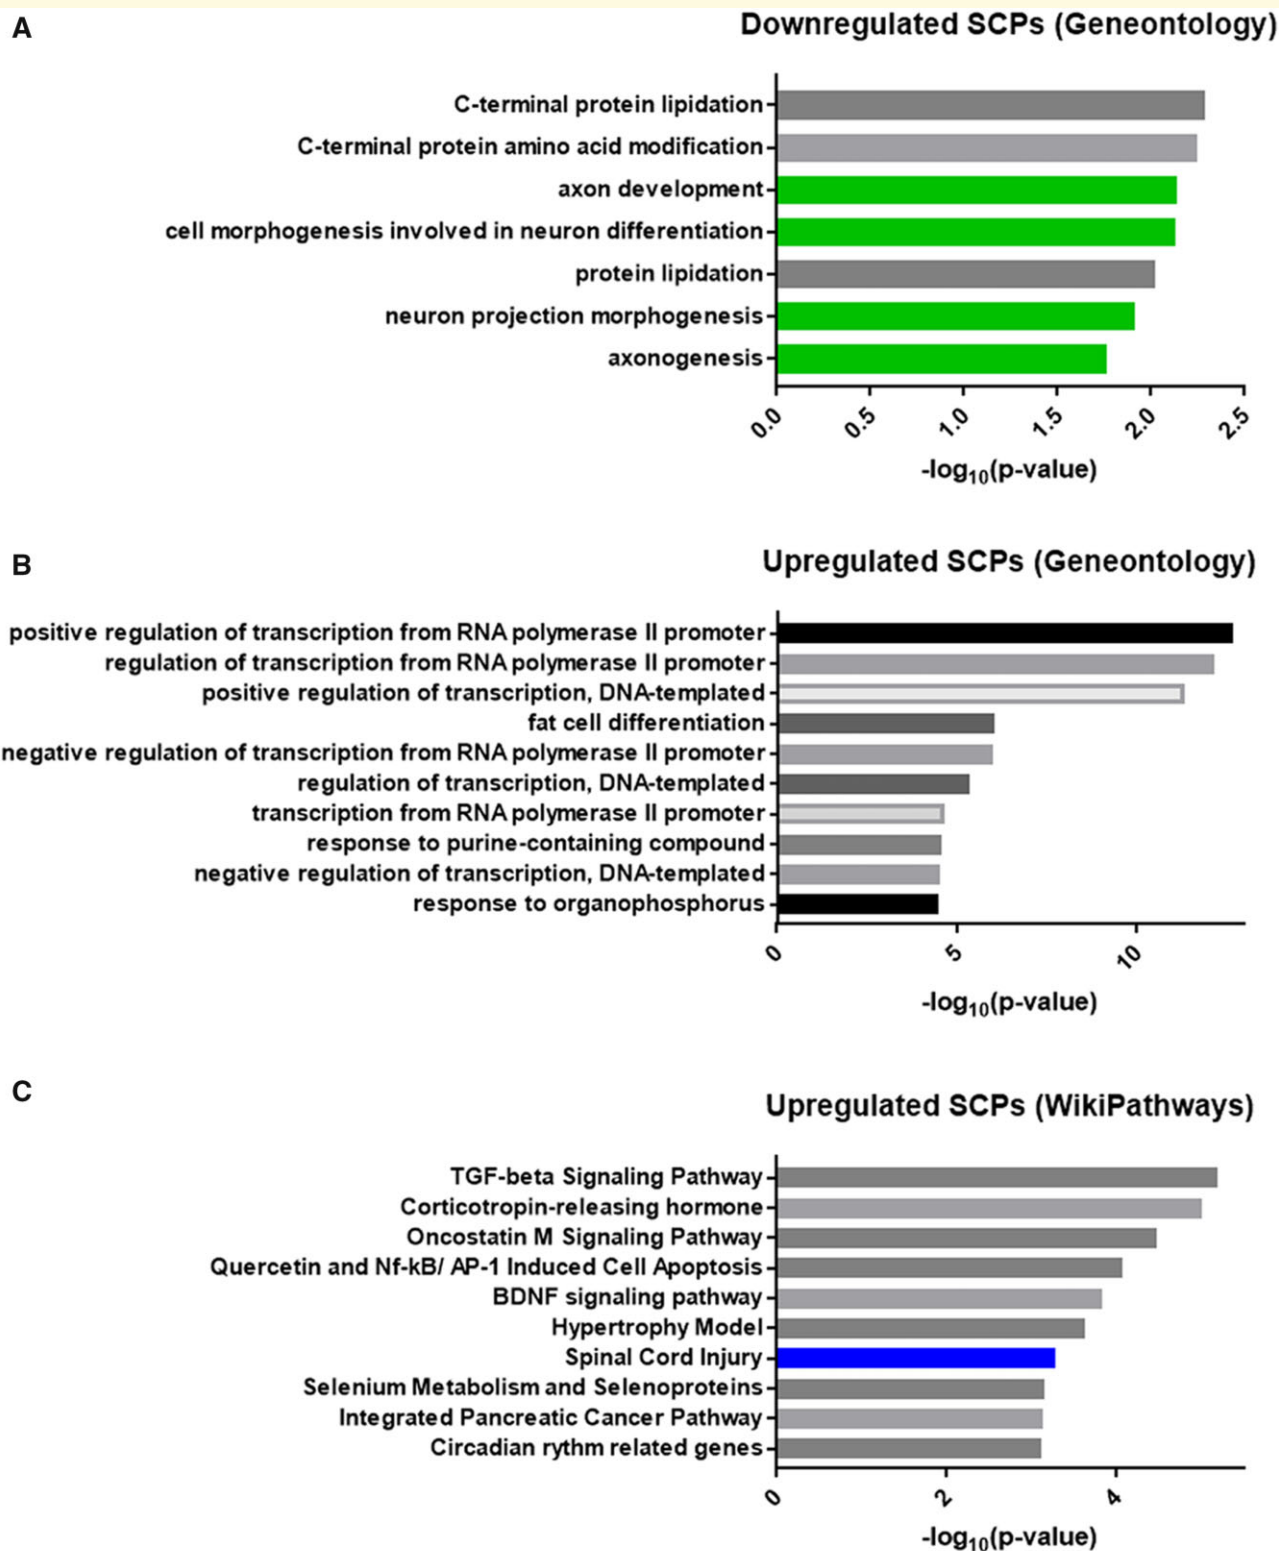 A
Downregulated SCPs (Geneontology)
C-terminal protein lipidation
C-terminal protein amino acid modification
axon development
cell morphogenesis involved in neuron differentiation
protein lipidation
neuron projection morphogenesis
axonogenesis
0.0 0.5 1.0 1.5 2.0 2.5
-log10(p-value)
B
Upregulated SCPs (Geneontology)
positive regulation of transcription from RNA polymerase II promoter
regulation of transcription from RNA polymerase II promoter
positive regulation of transcription, DNA-templated
fat cell differentiation
negative regulation of transcription from RNA polymerase II promoter
regulation of transcription, DNA-templated
transcription from RNA polymerase II promoter
response to purine-containing compound
negative regulation of transcription, DNA-templated
response to organophosphorus
0 5 10
-log10(p-value)
C
Upregulated SCPs (WikiPathways)
TGF-beta Signaling Pathway
Corticotropin-releasing hormone
Oncostatin M Signaling Pathway
Quercetin and Nf-kB/ AP-1 Induced Cell Apoptosis
BDNF signaling pathway
Hypertrophy Model
Spinal Cord Injury
Selenium Metabolism and Selenoproteins
Integrated Pancreatic Cancer Pathway
Circadian rythm related genes
0 2 4
-log10(p-value)